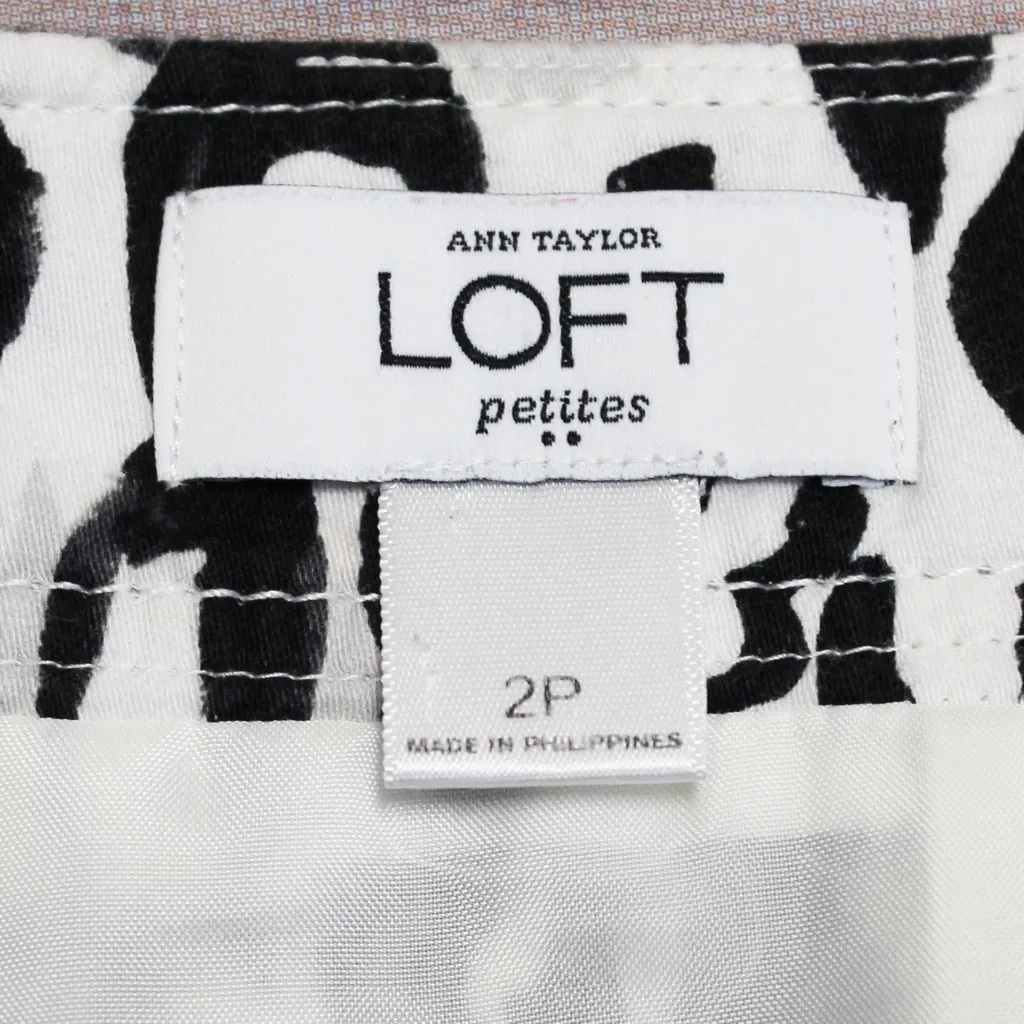 ANN TAYLOR
LOFT
petites
2P
MADE IN PHILIPPINES